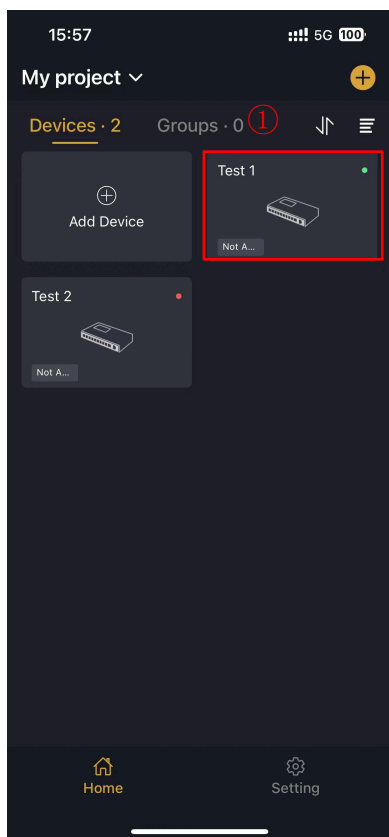 15:57 5G 100
My project
Devices · 2 Groups · 0 ①
Add Device
Test 1
Not A...
Test 2
Not A...
Home Setting